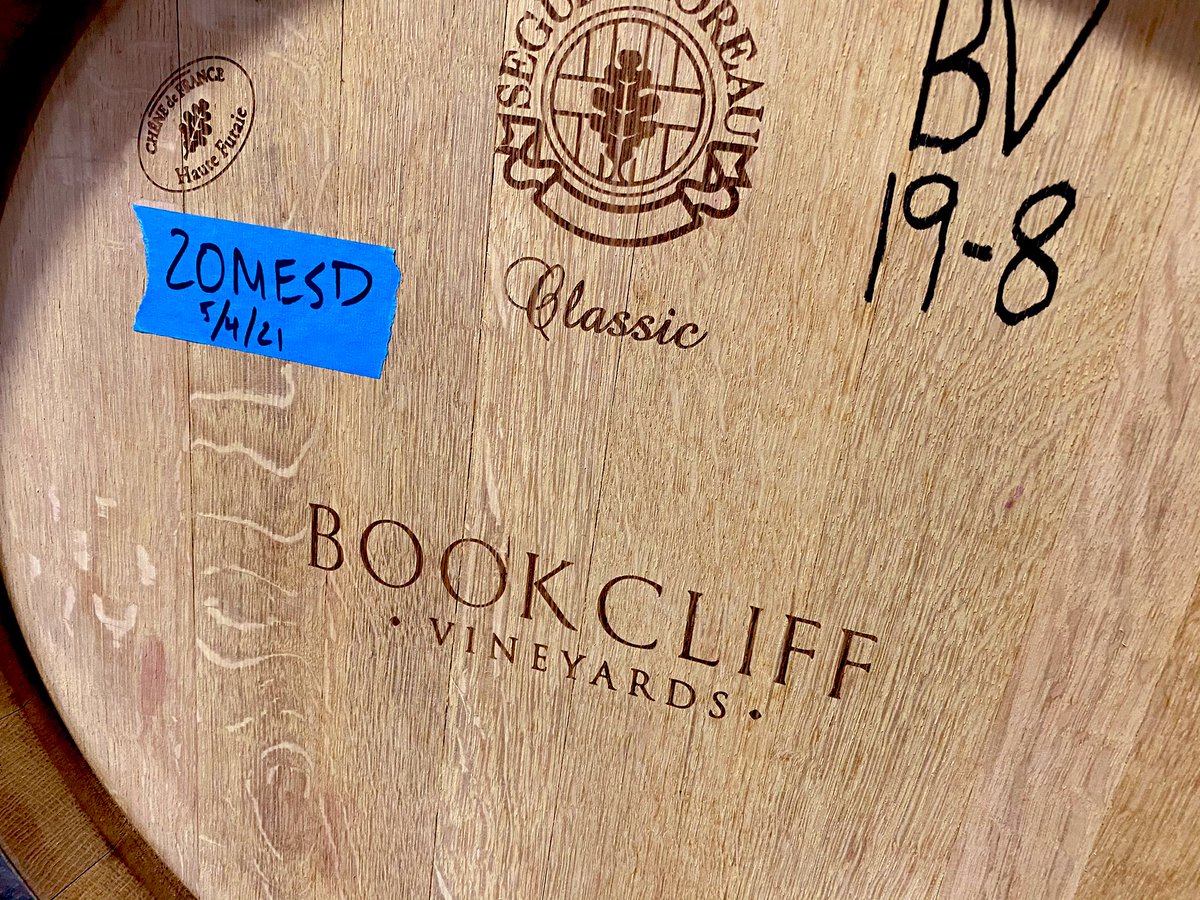 CHÊNE de FRANCE
Haute Futaie
SEGUIN MOREAU
Classic
BV
19-8
20MESD
5/4/21
BOOKCLIFF
• VINEYARDS •